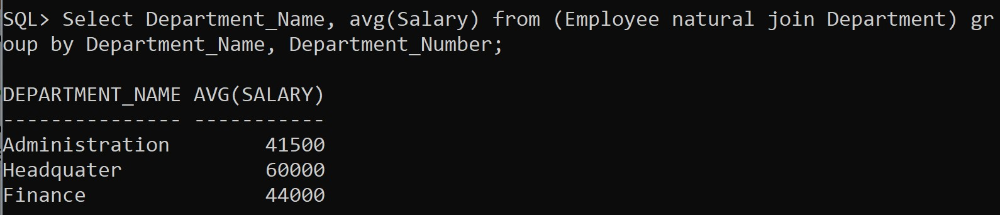 SQL> Select Department_Name, avg(Salary) from (Employee natural join Department) gr
oup by Department_Name, Department_Number;
DEPARTMENT_NAME AVG(SALARY)
--------------- -----------
Administration        41500
Headquater            60000
Finance               44000